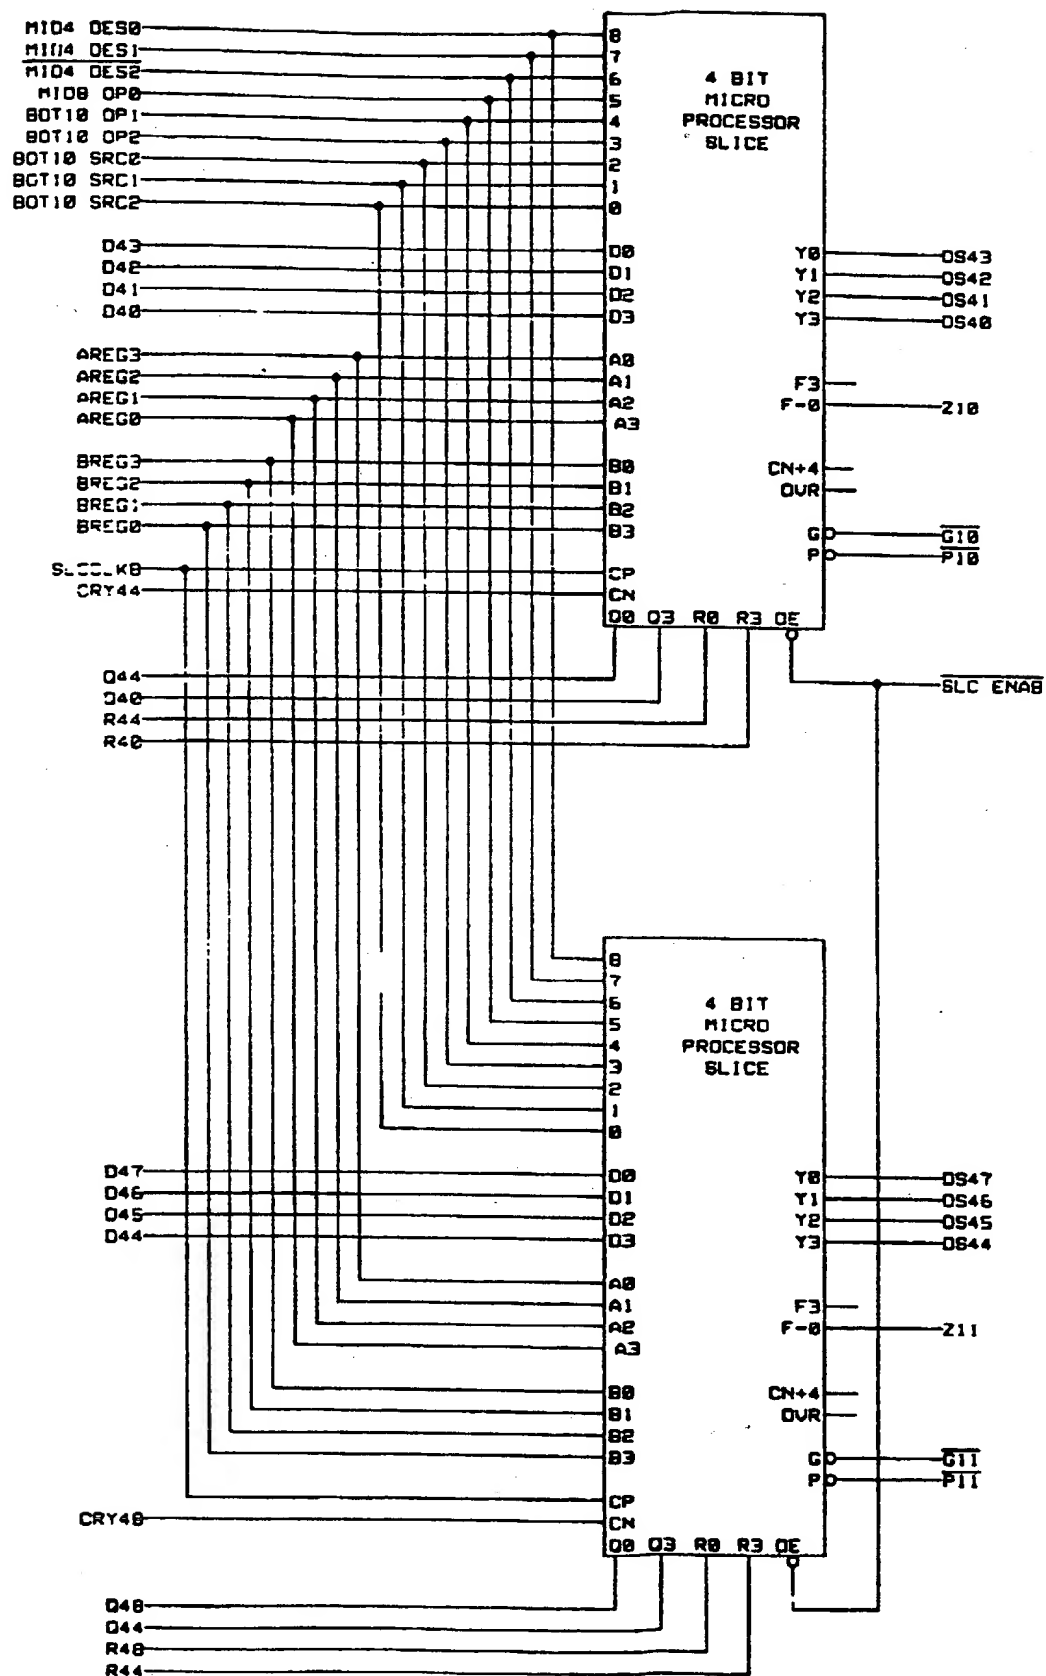 MID4 DES0
MID4 DES1
MID4 DES2
MID8 OP0
BOT10 OP1
BOT10 OP2
BOT10 SRC0
BOT10 SRC1
BOT10 SRC2
D43
D42
D41
D40
AREG3
AREG2
AREG1
AREG0
BREG3
BREG2
BREG1
BREG0
SLCCLKB
CRY44
Q44
Q40
R44
R40
8
7
6
5
4
3
2
1
0
D0
D1
D2
D3
A0
A1
A2
A3
B0
B1
B2
B3
CP
CN
Q0 Q3 R0 R3 OE
4 BIT
MICRO
PROCESSOR
SLICE
Y0 DS43
Y1 DS42
Y2 DS41
Y3 DS40
F3
F=0 Z10
CN+4
OVR
G G10
P P10
SLC ENAB
8
7
6
5
4
3
2
1
0
4 BIT
MICRO
PROCESSOR
SLICE
D47 D0
D46 D1
D45 D2
D44 D3
A0
A1
A2
A3
B0
B1
B2
B3
CP
CRY48 CN
Q0 Q3 R0 R3 OE
Y0 DS47
Y1 DS46
Y2 DS45
Y3 DS44
F3
F=0 Z11
CN+4
OVR
G G11
P P11
Q48
Q44
R48
R44